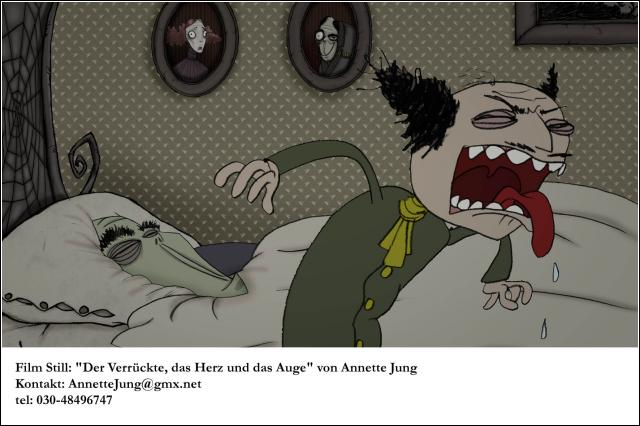 Film Still: "Der Verrückte, das Herz und das Auge" von Annette Jung
Kontakt: AnnetteJung@gmx.net
tel: 030-48496747